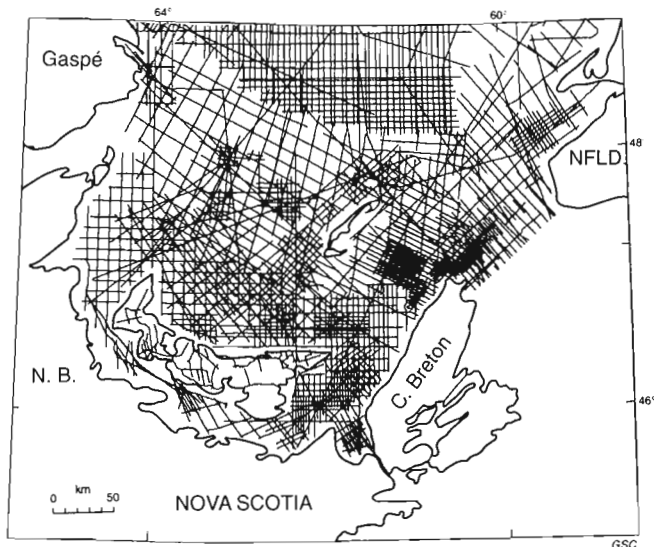 64°
60°
Gaspé
48
NFLD.
N. B.
C. Breton
46°
km
0 50
NOVA SCOTIA
GSC